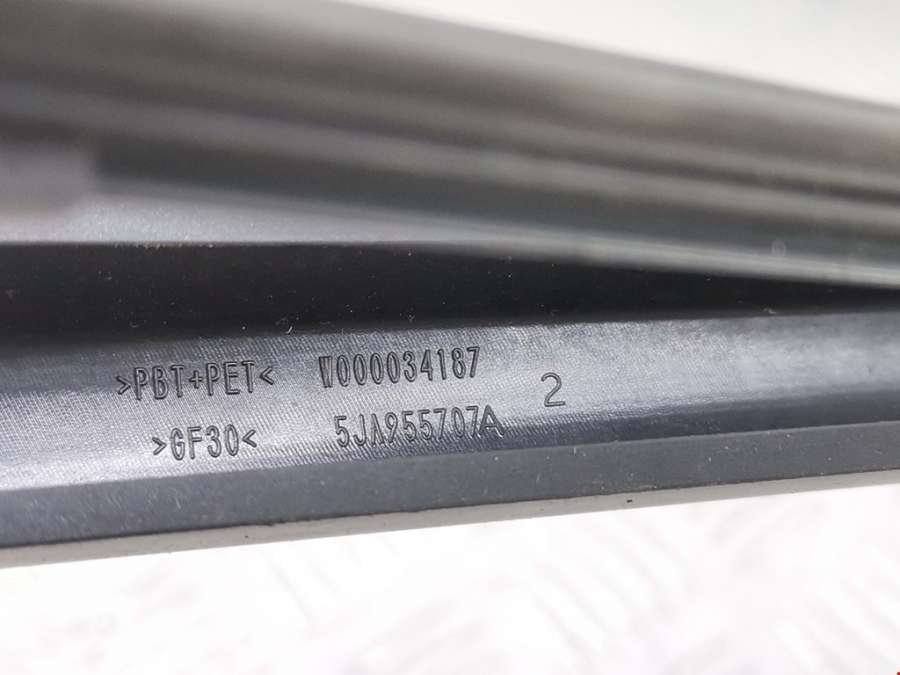 >PBT+PET< W000034187
>GF30< 5JA955707A 2